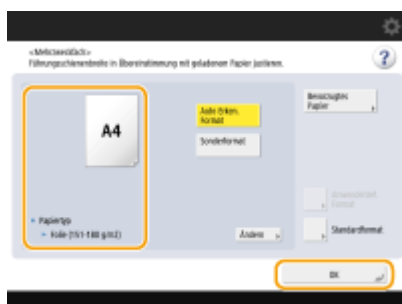 <Mehrzweckfach>
Führungsschienenbreite in Übereinstimmung mit geladenem Papier justieren.
?
A4
Auto Erken.
Format
Sonderformat
Bevorzugtes
Papier
Format
Papiertyp
Folie (151-180 g/m2)
Ändern
Standardformat
OK